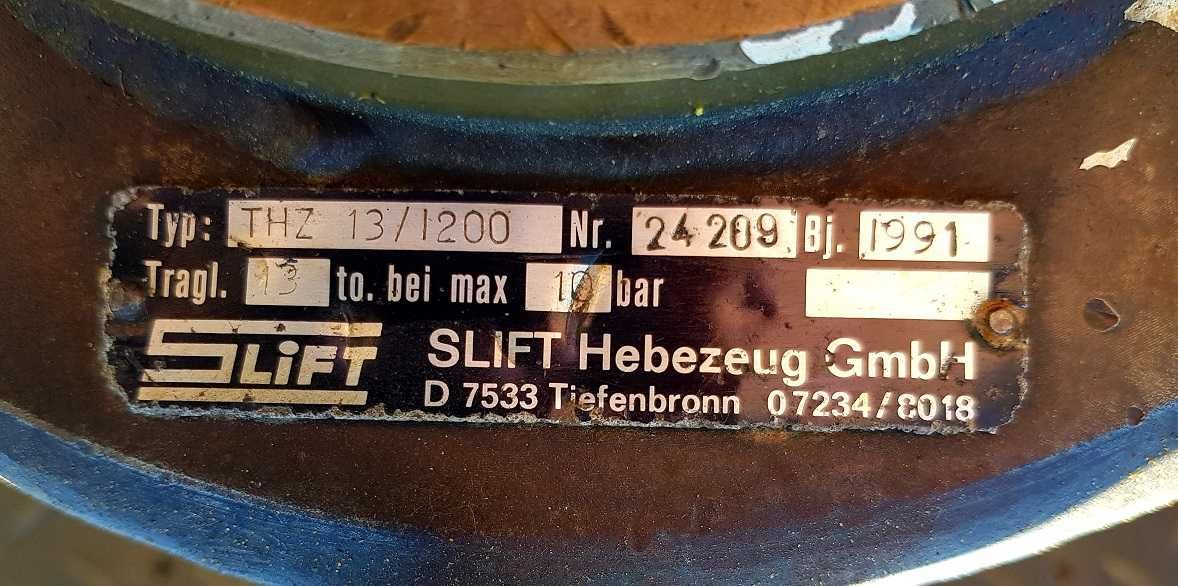 Typ: THZ 13/1200 Nr. 24209 Bj. 1991
Tragl. 13 to. bei max 10 bar
SLiFT
SLIFT Hebezeug GmbH
D 7533 Tiefenbronn 07234/8018